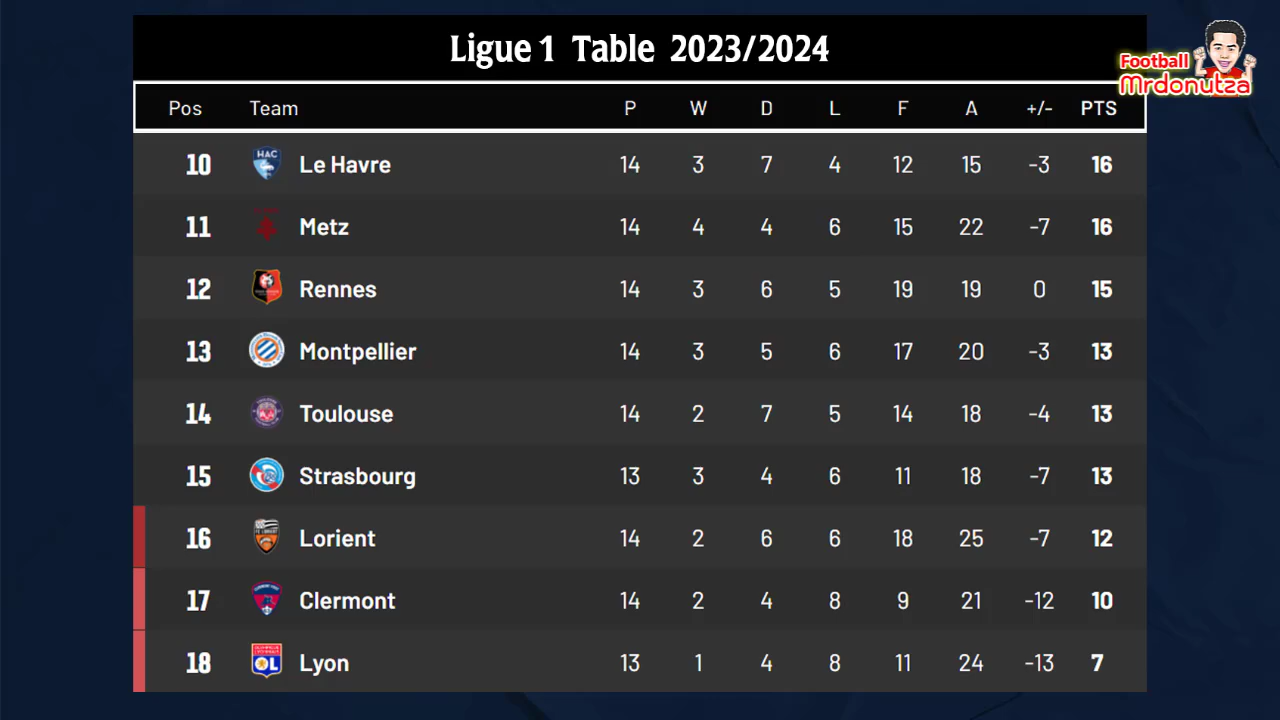 Ligue 1 Table 2023/2024
Football
Mrdonutza
Pos Team P W D L F A +/- PTS
10 HAC Le Havre 14 3 7 4 12 15 -3 16
11 Metz 14 4 4 6 15 22 -7 16
12 Rennes 14 3 6 5 19 19 0 15
13 Montpellier 14 3 5 6 17 20 -3 13
14 Toulouse 14 2 7 5 14 18 -4 13
15 Strasbourg 13 3 4 6 11 18 -7 13
16 Lorient 14 2 6 6 18 25 -7 12
17 Clermont 14 2 4 8 9 21 -12 10
18 OL Lyon 13 1 4 8 11 24 -13 7